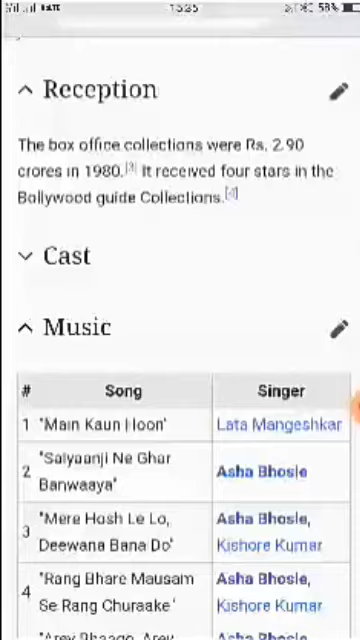 15:35
58%
Reception
The box office collections were Rs. 2.90
crores in 1980.[3] It received four stars in the
Bollywood guide Collections.[4]
Cast
Music
# Song Singer
1 'Main Kaun Hoon' Lata Mangeshkar
2 'Saiyaanji Ne Ghar
Banwaaya' Asha Bhosle
3 'Mere Hosh Le Lo,
Deewana Bana Do' Asha Bhosle,
Kishore Kumar
4 'Rang Bhare Mausam
Se Rang Churaake' Asha Bhosle,
Kishore Kumar